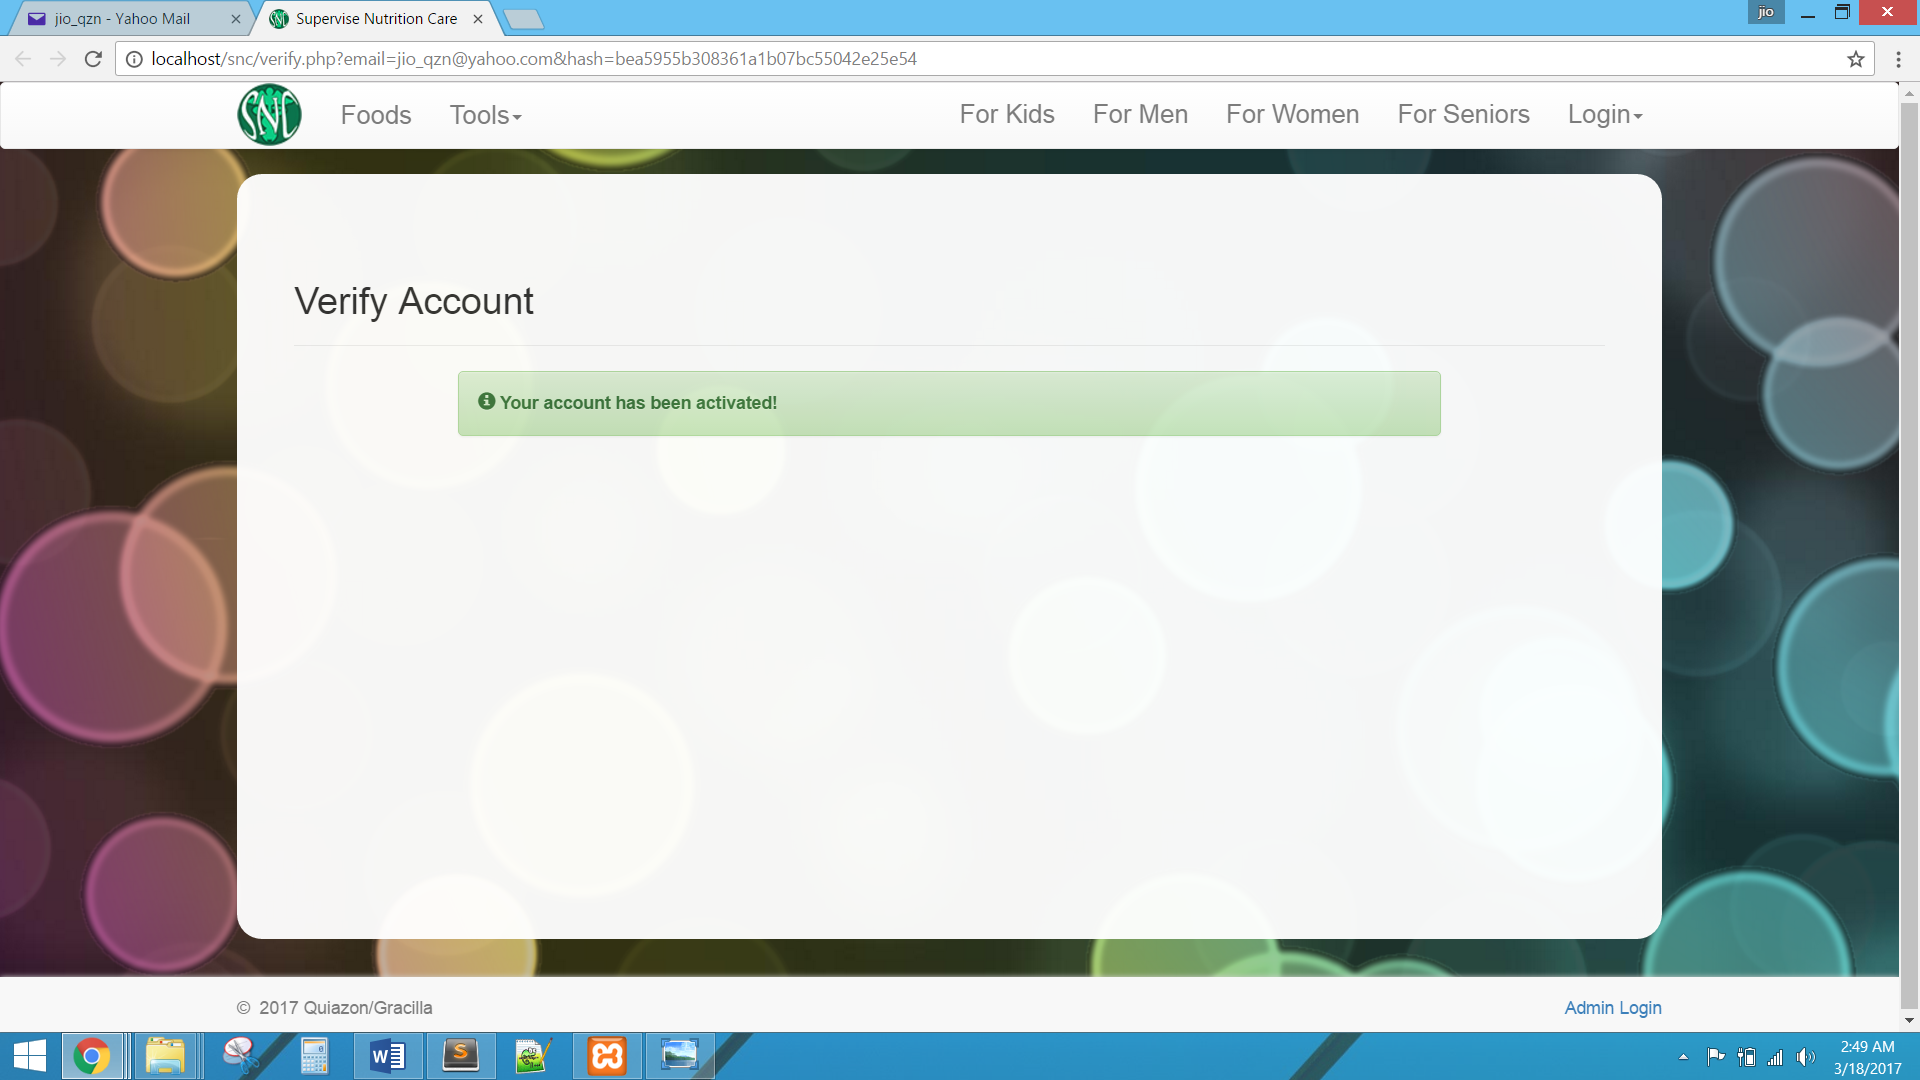 jio_qzn - Yahoo Mail
Supervise Nutrition Care
jio
localhost/snc/verify.php?email=jio_qzn@yahoo.com&hash=bea5955b308361a1b07bc55042e25e54
SNC
Foods
Tools
For Kids
For Men
For Women
For Seniors
Login
Verify Account
Your account has been activated!
© 2017 Quiazon/Gracilla
Admin Login
2:49 AM
3/18/2017